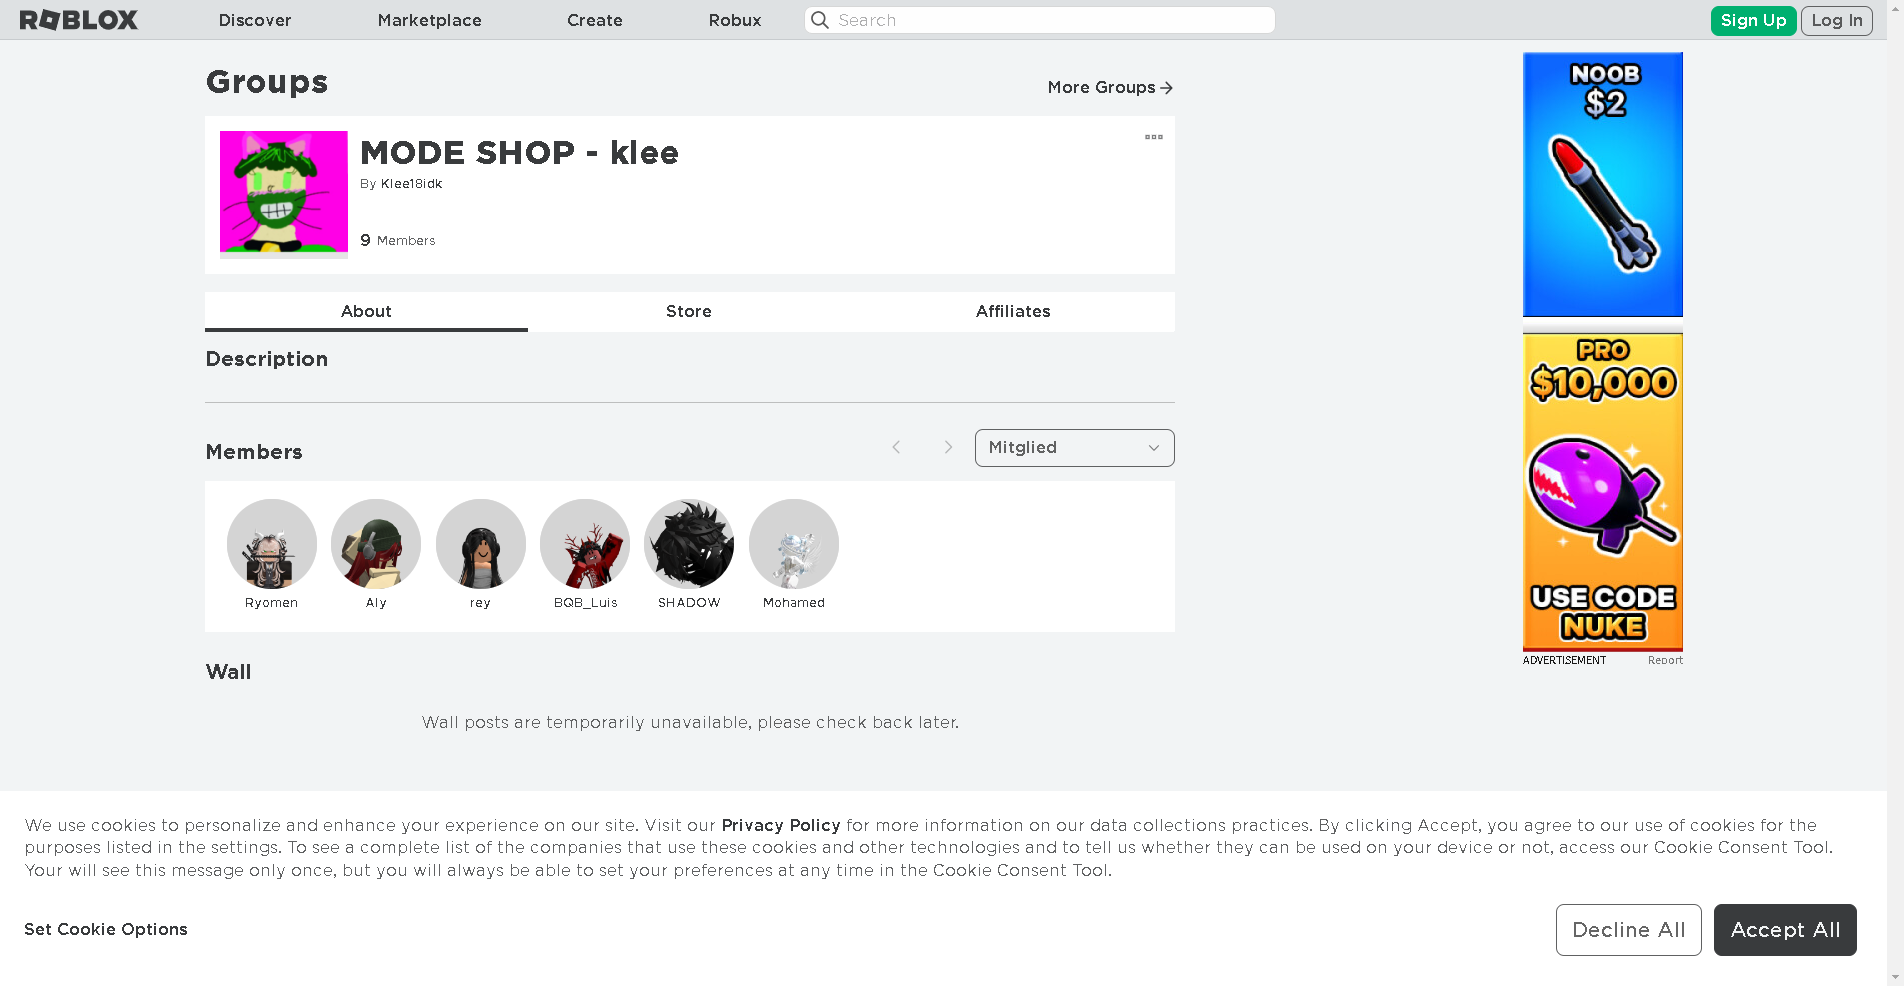 ROBLOX
Discover
Marketplace
Create
Robux
Search
Sign Up
Log In
Groups
More Groups
MODE SHOP - klee
By Klee18idk
9 Members
About
Store
Affiliates
Description
Members
Mitglied
Ryomen
Aly
rey
BQB_Luis
SHADOW
Mohamed
Wall
Wall posts are temporarily unavailable, please check back later.
NOOB
$2
PRO
$10,000
USE CODE
NUKE
ADVERTISEMENT
Report
We use cookies to personalize and enhance your experience on our site. Visit our Privacy Policy for more information on our data collections practices. By clicking Accept, you agree to our use of cookies for the
purposes listed in the settings. To see a complete list of the companies that use these cookies and other technologies and to tell us whether they can be used on your device or not, access our Cookie Consent Tool.
Your will see this message only once, but you will always be able to set your preferences at any time in the Cookie Consent Tool.
Set Cookie Options
Decline All
Accept All